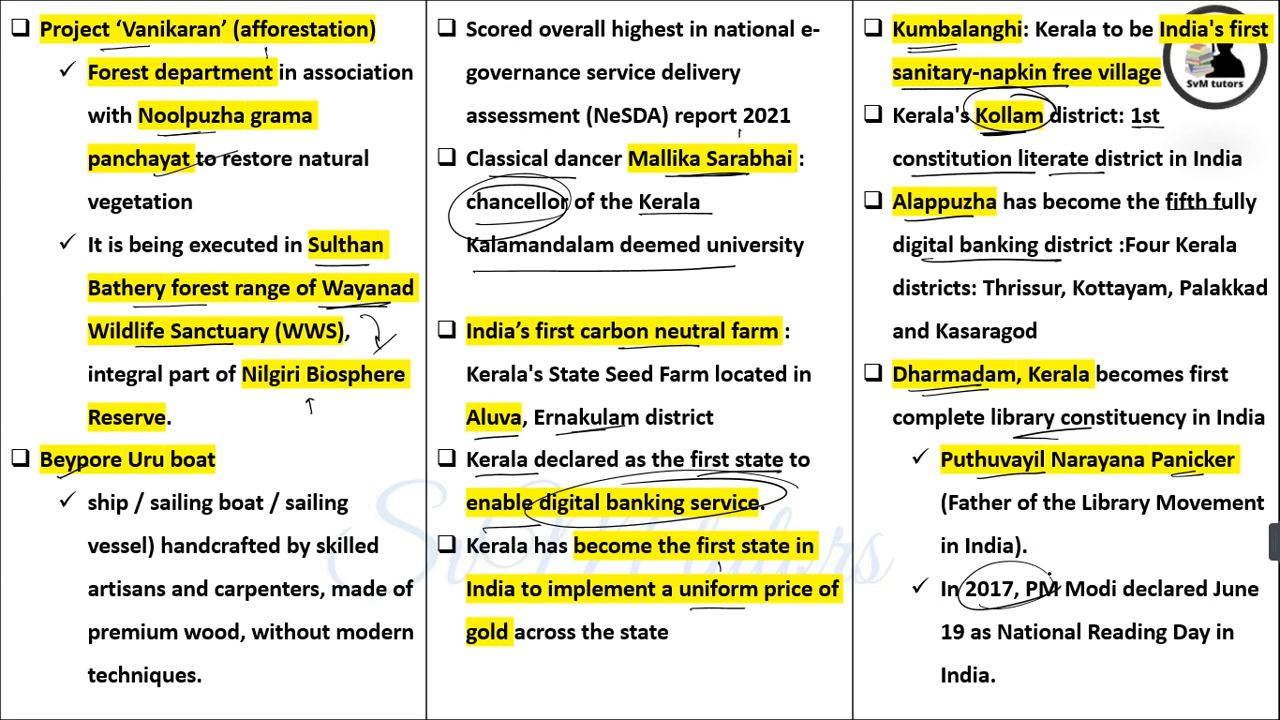 ❑ Project ‘Vanikaran’ (afforestation)
✓ Forest department in association
with Noolpuzha grama
panchayat to restore natural
vegetation
✓ It is being executed in Sulthan
Bathery forest range of Wayanad
Wildlife Sanctuary (WWS),
integral part of Nilgiri Biosphere
Reserve.
❑ Beypore Uru boat
✓ ship / sailing boat / sailing
vessel) handcrafted by skilled
artisans and carpenters, made of
premium wood, without modern
techniques.
❑ Scored overall highest in national e-
governance service delivery
assessment (NeSDA) report 2021
❑ Classical dancer Mallika Sarabhai :
chancellor of the Kerala
Kalamandalam deemed university
❑ India’s first carbon neutral farm :
Kerala's State Seed Farm located in
Aluva, Ernakulam district
❑ Kerala declared as the first state to
enable digital banking service.
❑ Kerala has become the first state in
India to implement a uniform price of
gold across the state
❑ Kumbalanghi: Kerala to be India's first
sanitary-napkin free village
❑ Kerala's Kollam district: 1st
constitution literate district in India
❑ Alappuzha has become the fifth fully
digital banking district :Four Kerala
districts: Thrissur, Kottayam, Palakkad
and Kasaragod
❑ Dharmadam, Kerala becomes first
complete library constituency in India
✓ Puthuvayil Narayana Panicker
(Father of the Library Movement
in India).
✓ In 2017, PM Modi declared June
19 as National Reading Day in
India.
SvM tutors
SvM tutors